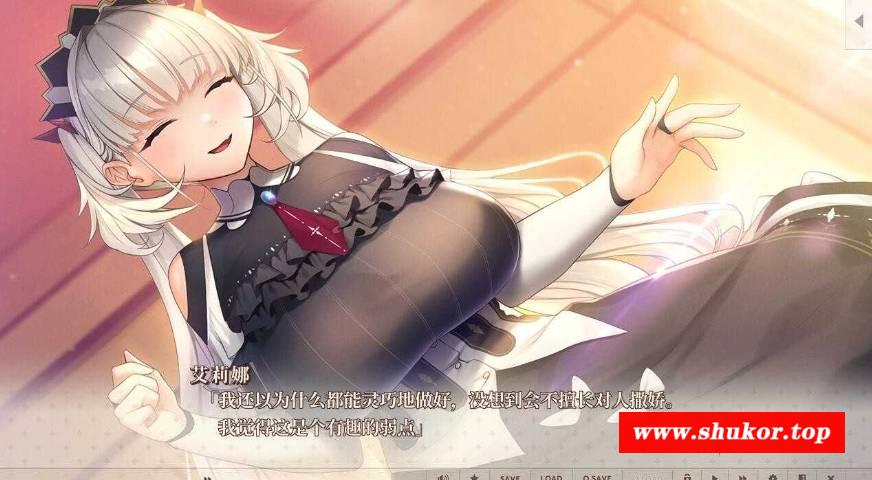 艾莉娜
「我还以为什么都能灵巧地做好，没想到会不擅长对人撒娇。
我觉得这是个有趣的弱点」
www.shukor.top
SAVE LOAD Q.SAVE